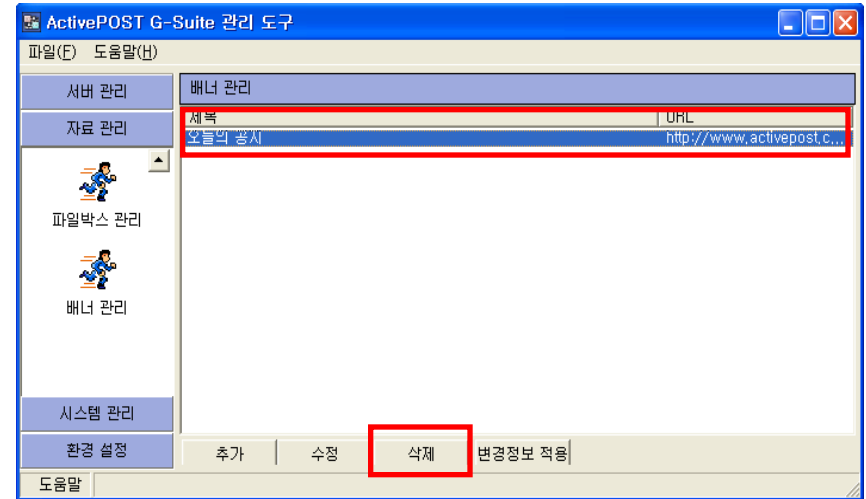 ActivePOST G-Suite 관리 도구
파일(F) 도움말(H)
서버 관리
자료 관리
파일박스 관리
배너 관리
시스템 관리
환경 설정
배너 관리
제목 URL
오늘의 공지 http://www.activepost.c...
추가 수정 삭제 변경정보 적용
도움말